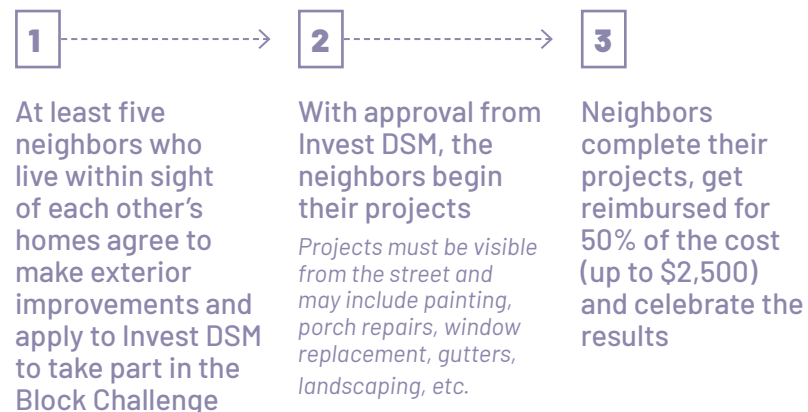 1
At least five
neighbors who
live within sight
of each other's
homes agree to
make exterior
improvements and
apply to Invest DSM
to take part in the
Block Challenge
2
With approval from
Invest DSM, the
neighbors begin
their projects
Projects must be visible
from the street and
may include painting,
porch repairs, window
replacement, gutters,
landscaping, etc.
3
Neighbors
complete their
projects, get
reimbursed for
50% of the cost
(up to $2,500)
and celebrate the
results